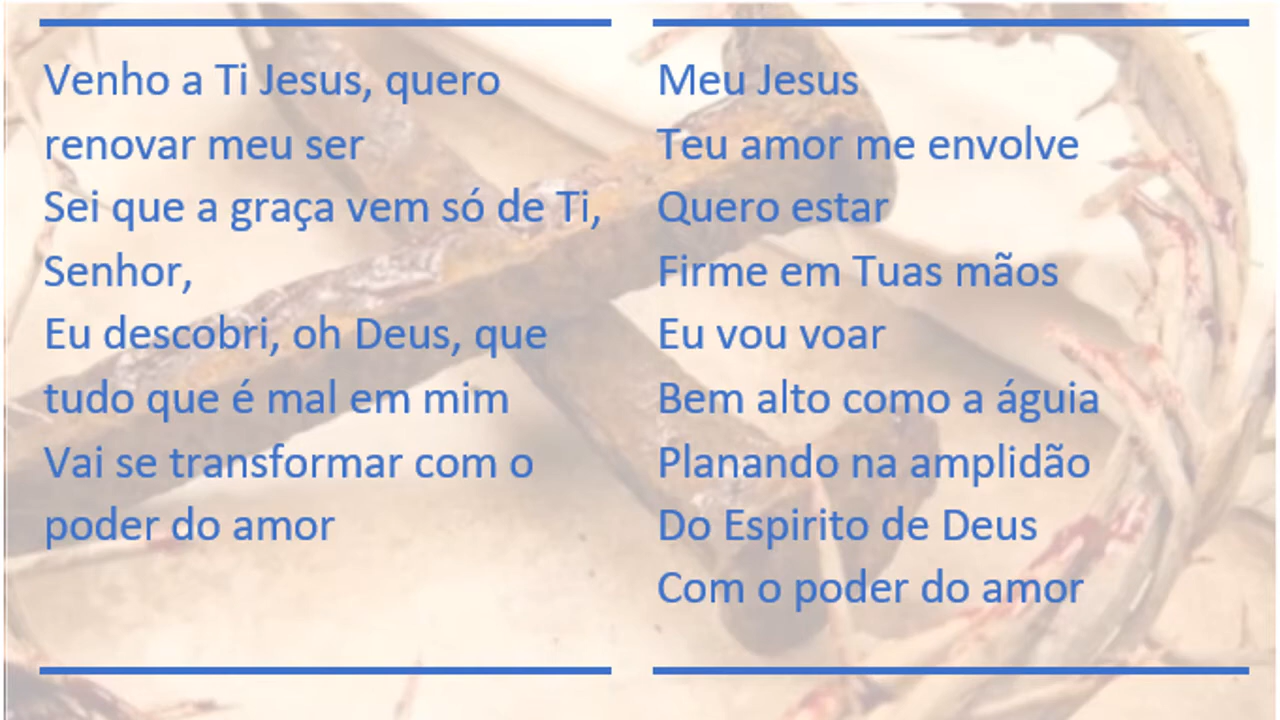 Venho a Ti Jesus, quero
renovar meu ser
Sei que a graça vem só de Ti,
Senhor,
Eu descobri, oh Deus, que
tudo que é mal em mim
Vai se transformar com o
poder do amor
Meu Jesus
Teu amor me envolve
Quero estar
Firme em Tuas mãos
Eu vou voar
Bem alto como a águia
Planando na amplidão
Do Espirito de Deus
Com o poder do amor